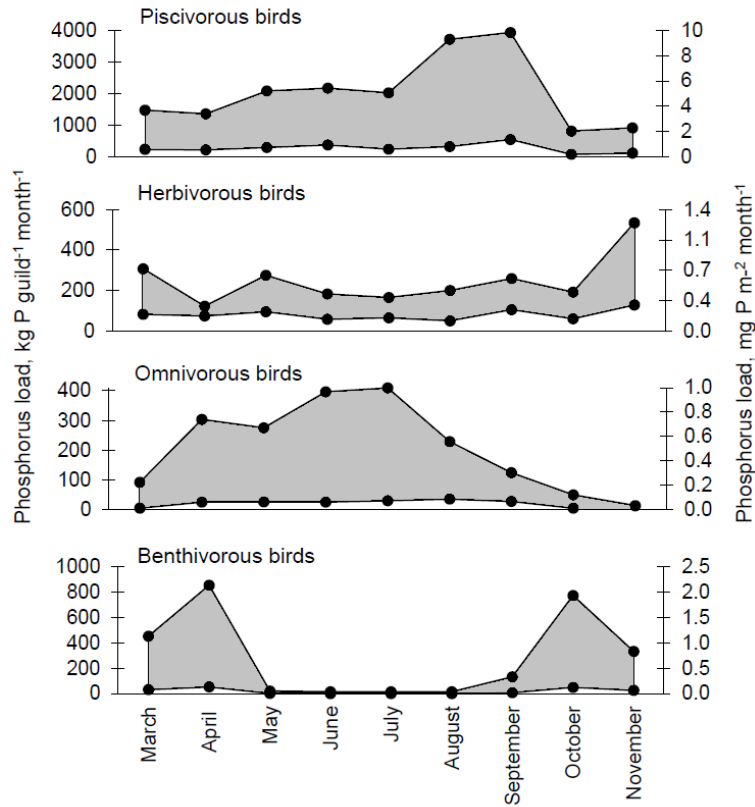 Piscivorous birds
4000
3000
2000
1000
0
10
8
6
4
2
0
Herbivorous birds
600
400
200
0
1.4
1.1
0.7
0.4
0.0
Omnivorous birds
400
300
200
100
0
1.0
0.8
0.6
0.4
0.2
0.0
Benthivorous birds
1000
800
600
400
200
0
2.5
2.0
1.5
1.0
0.5
0.0
March
April
May
June
July
August
September
October
November
Phosphorus load, kg P guild⁻¹ month⁻¹
Phosphorus load, mg P m⁻² month⁻¹